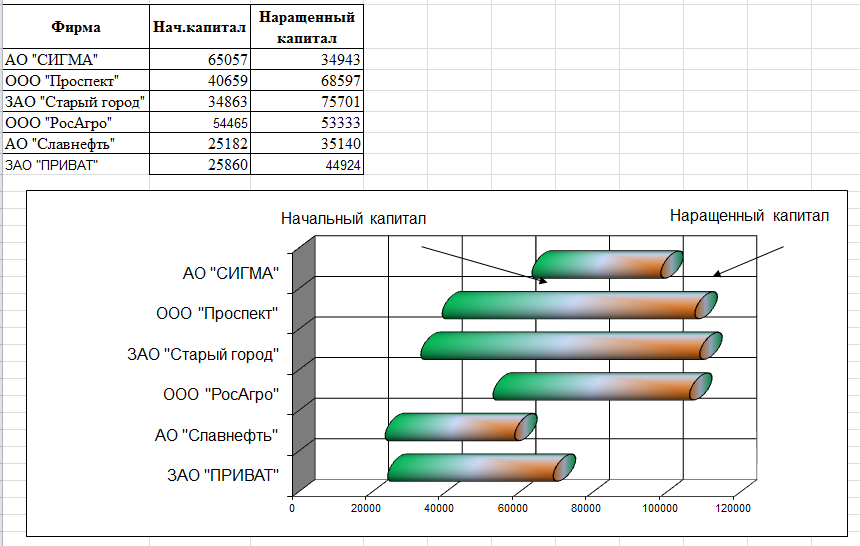 Фирма Нач.капитал Наращенный капитал
АО "СИГМА" 65057 34943
ООО "Проспект" 40659 68597
ЗАО "Старый город" 34863 75701
ООО "РосАгро" 54465 53333
АО "Славнефть" 25182 35140
ЗАО "ПРИВАТ" 25860 44924
Начальный капитал
Наращенный капитал
АО "СИГМА"
ООО "Проспект"
ЗАО "Старый город"
ООО "РосАгро"
АО "Славнефть"
ЗАО "ПРИВАТ"
0 20000 40000 60000 80000 100000 120000